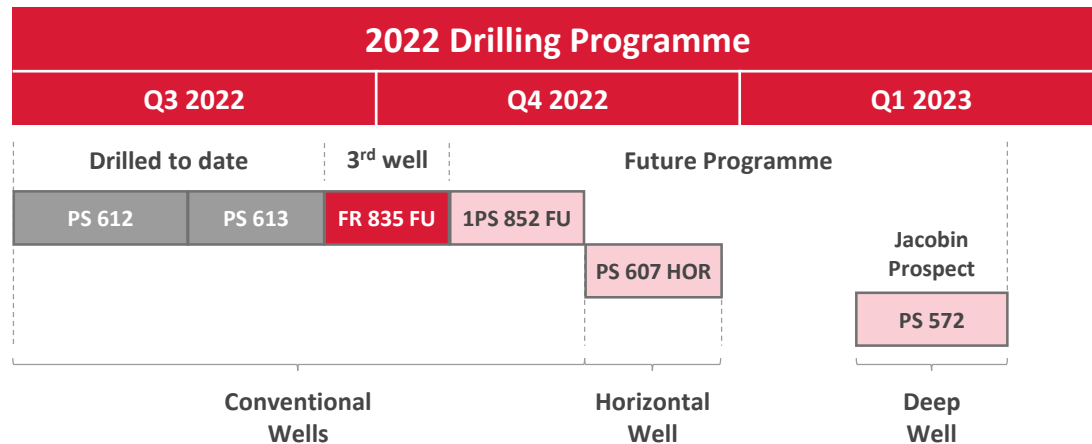 2022 Drilling Programme
Q3 2022 Q4 2022 Q1 2023
Drilled to date 3rd well Future Programme
PS 612 PS 613 FR 835 FU 1PS 852 FU
PS 607 HOR
Jacobin
Prospect
PS 572
Conventional
Wells
Horizontal
Well
Deep
Well